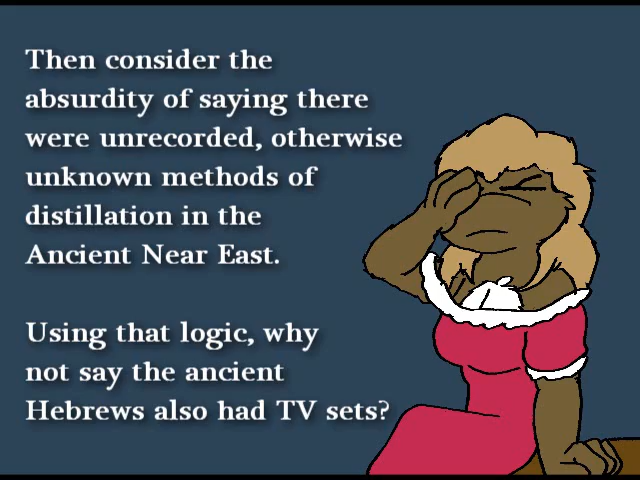 Then consider the
absurdity of saying there
were unrecorded, otherwise
unknown methods of
distillation in the
Ancient Near East.
Using that logic, why
not say the ancient
Hebrews also had TV sets?